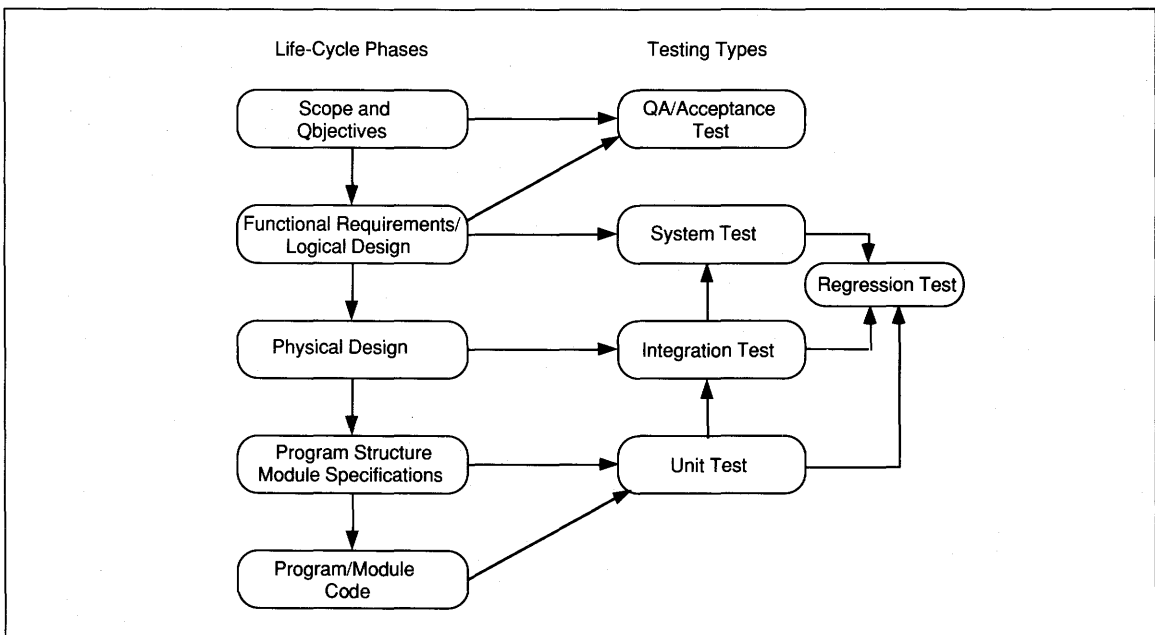 Life-Cycle Phases
Testing Types
Scope and
Qbjectives
QA/Acceptance
Test
Functional Requirements/
Logical Design
System Test
Regression Test
Physical Design
Integration Test
Program Structure
Module Specifications
Unit Test
Program/Module
Code